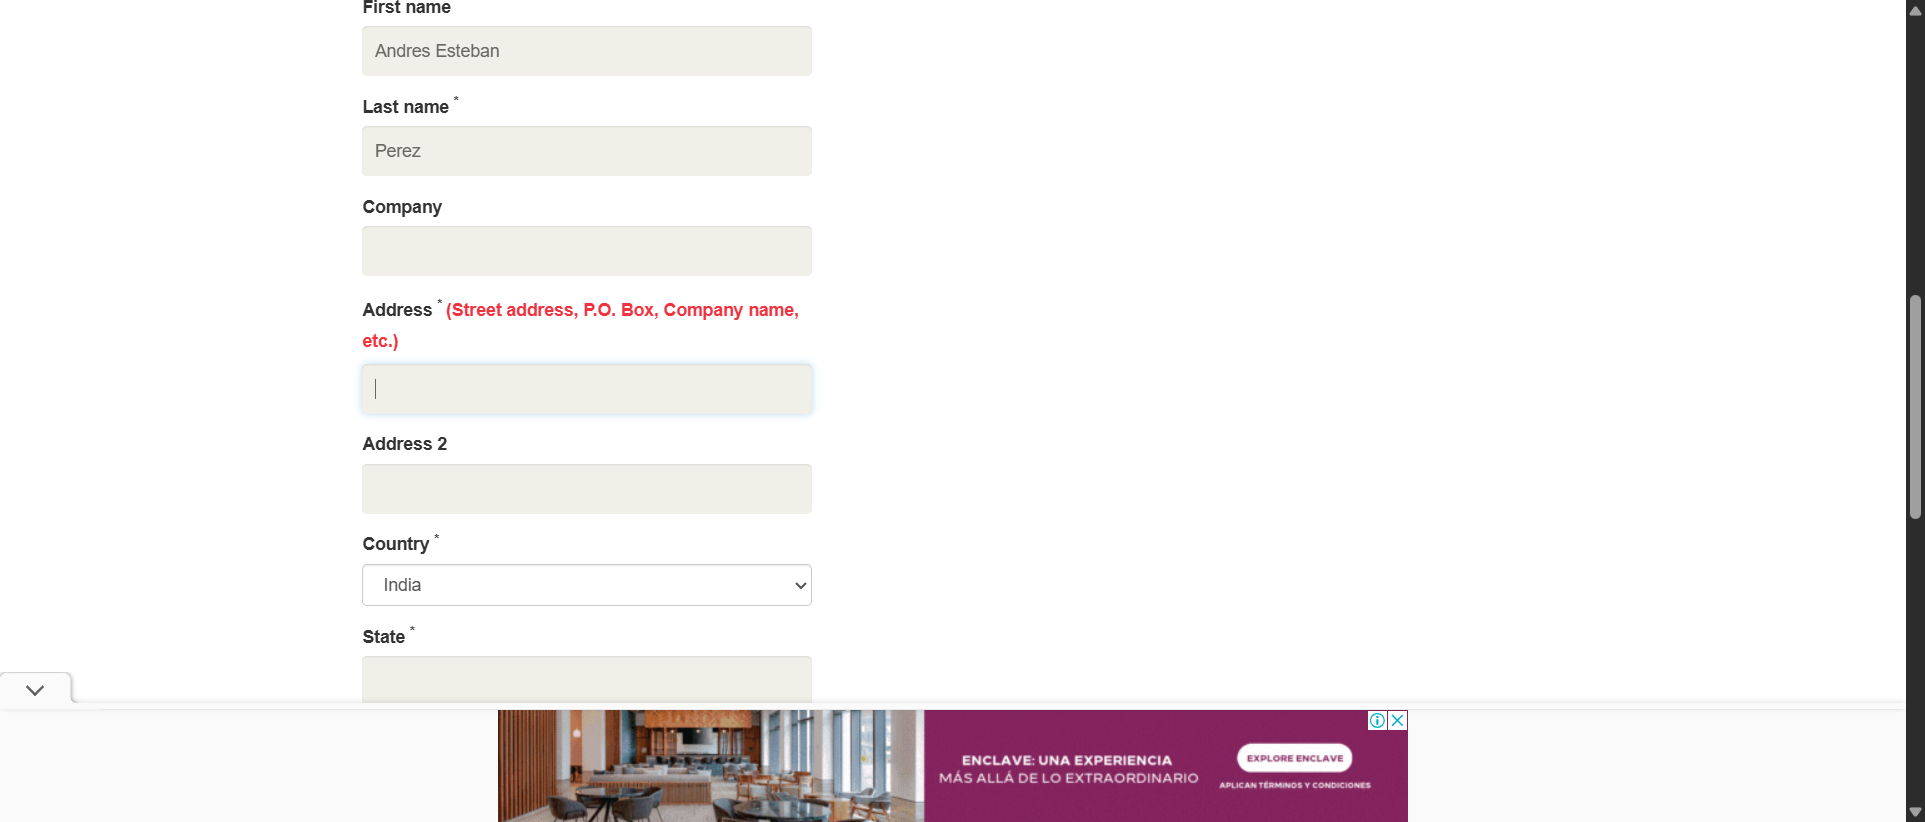 First name
Andres Esteban
Last name *
Perez
Company
Address * (Street address, P.O. Box, Company name,
etc.)
Address 2
Country *
India
State *
ENCLAVE: UNA EXPERIENCIA
MÁS ALLÁ DE LO EXTRAORDINARIO
EXPLORE ENCLAVE
APLICAN TÉRMINOS Y CONDICIONES